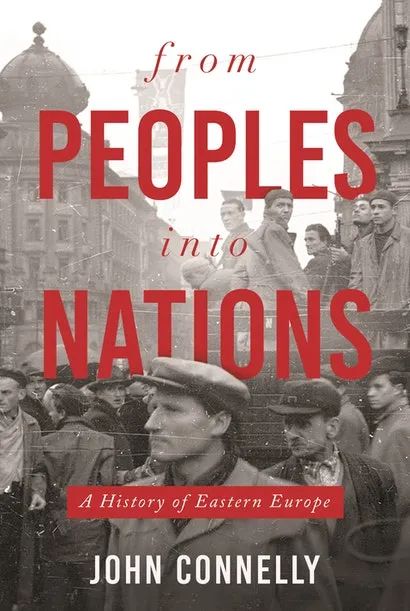 from
PEOPLES
into
NATIONS
A History of Eastern Europe
JOHN CONNELLY